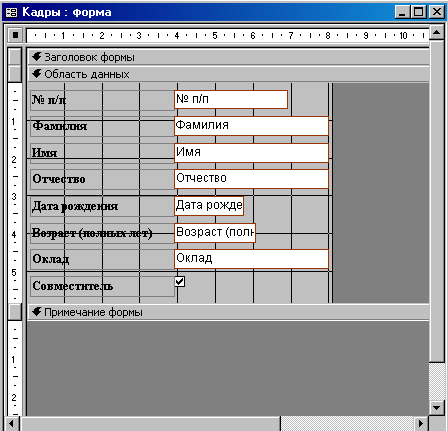 Кадры : форма
1 2 3 4 5 6 7 8 9 10
Заголовок формы
Область данных
№ п/п № п/п
Фамилия Фамилия
Имя Имя
Отчество Отчество
Дата рождения Дата рожде
Возраст (полных лет) Возраст (полн
Оклад Оклад
Совместитель
Примечание формы
1
2
3
4
5
1
2